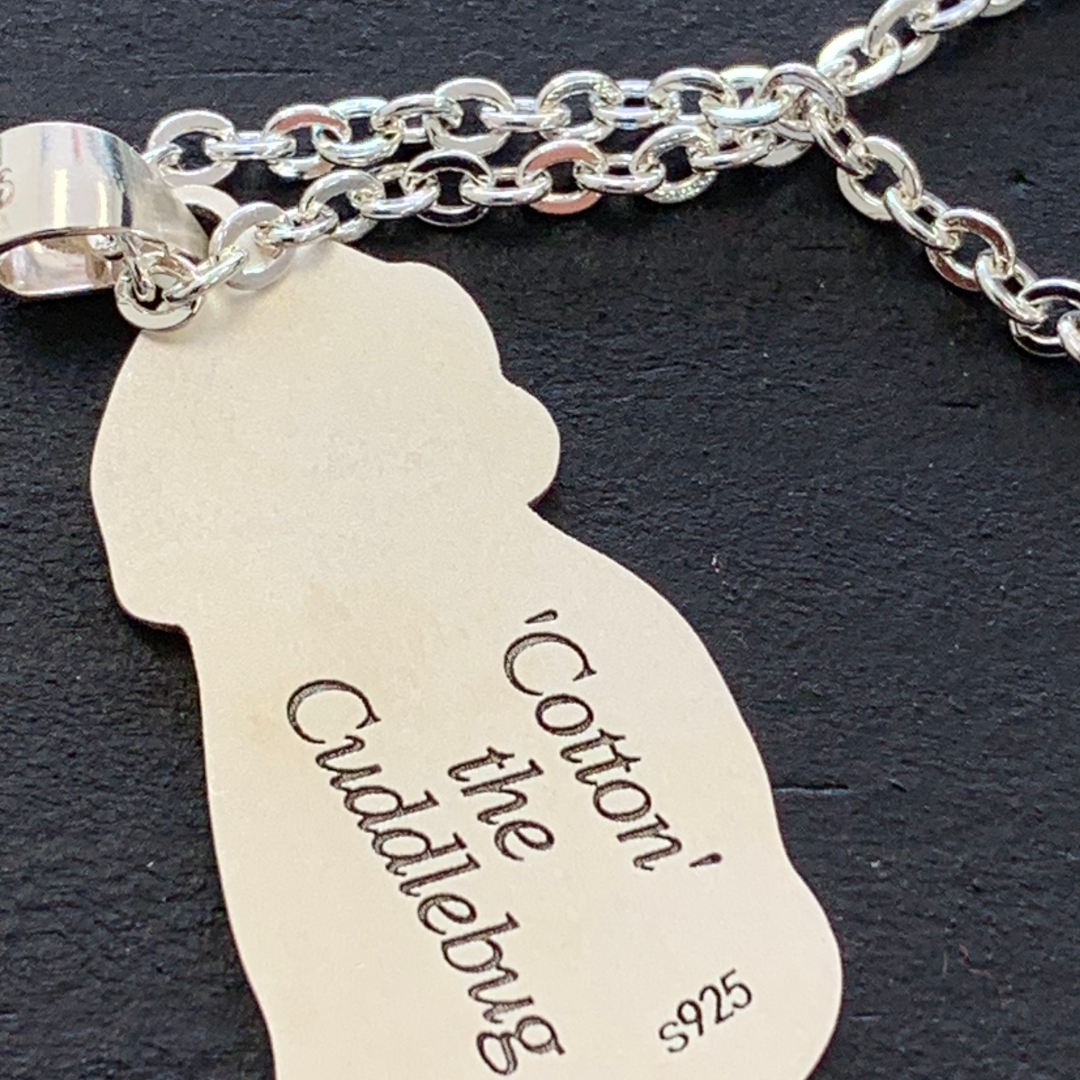 'Cotton'
the
Cuddlebug
s925